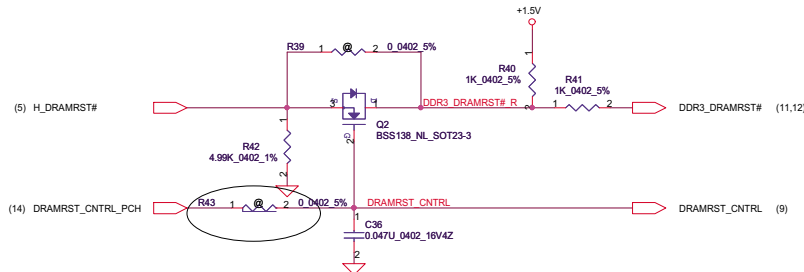 +1.5V
R39 1 @ 2 0_0402_5%
1
R40
1K_0402_5%
2
R41
1K_0402_5%
1 2
(5) H_DRAMRST#
3 1
DDR3_DRAMRST#_R
DDR3_DRAMRST# (11,12)
Q2
BSS138_NL_SOT23-3
G
2
1
R42
4.99K_0402_1%
2
(14) DRAMRST_CNTRL_PCH
R43 1 @ 2 0_0402_5%
DRAMRST_CNTRL
DRAMRST_CNTRL (9)
1
C36
0.047U_0402_16V4Z
2